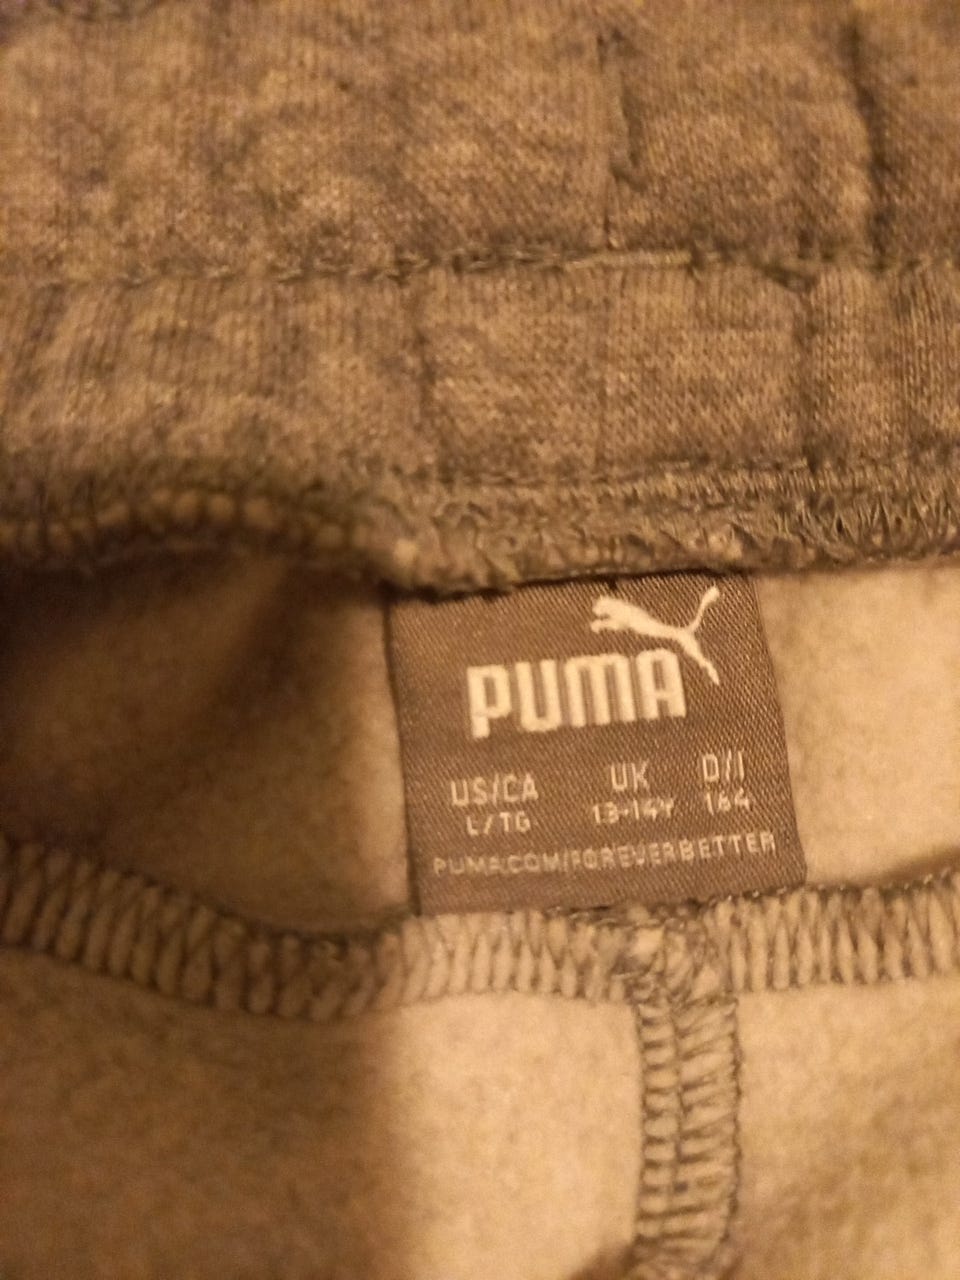 PUMA
US/CA UK D/I
L/TG 13-14Y 164
PUMA.COM/FOREVERBETTER